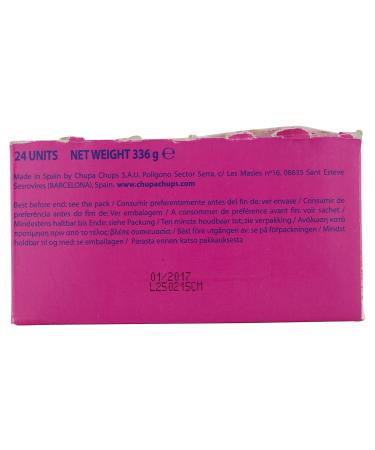 24 UNITS NET WEIGHT 336 g ℮
Made in Spain by Chupa Chups S.A.U. Polígono Sector Serra, c/ Les Masies nº16, 08635 Sant Esteve
Sesrovires (BARCELONA), Spain. www.chupachups.com
Best before end: see the pack / Consumir preferentemente antes del fin de: ver envase / Consumir de
preferência antes do fim de: Ver embalagem / A consommer de préférence avant fin: voir sachet /
Mindestens haltbar bis Ende: siehe Packung / Ten minste houdbaar tot: zie verpakking / Ανάλωση κατά
προτίμηση πριν από το τέλος: βλέπε συσκευασία / Bäst före utgången av: se på förpackningen / Mindst
holdbar til og med: se emballagen / Parasta ennen: katso pakkauksesta
01/2017
L250215CM